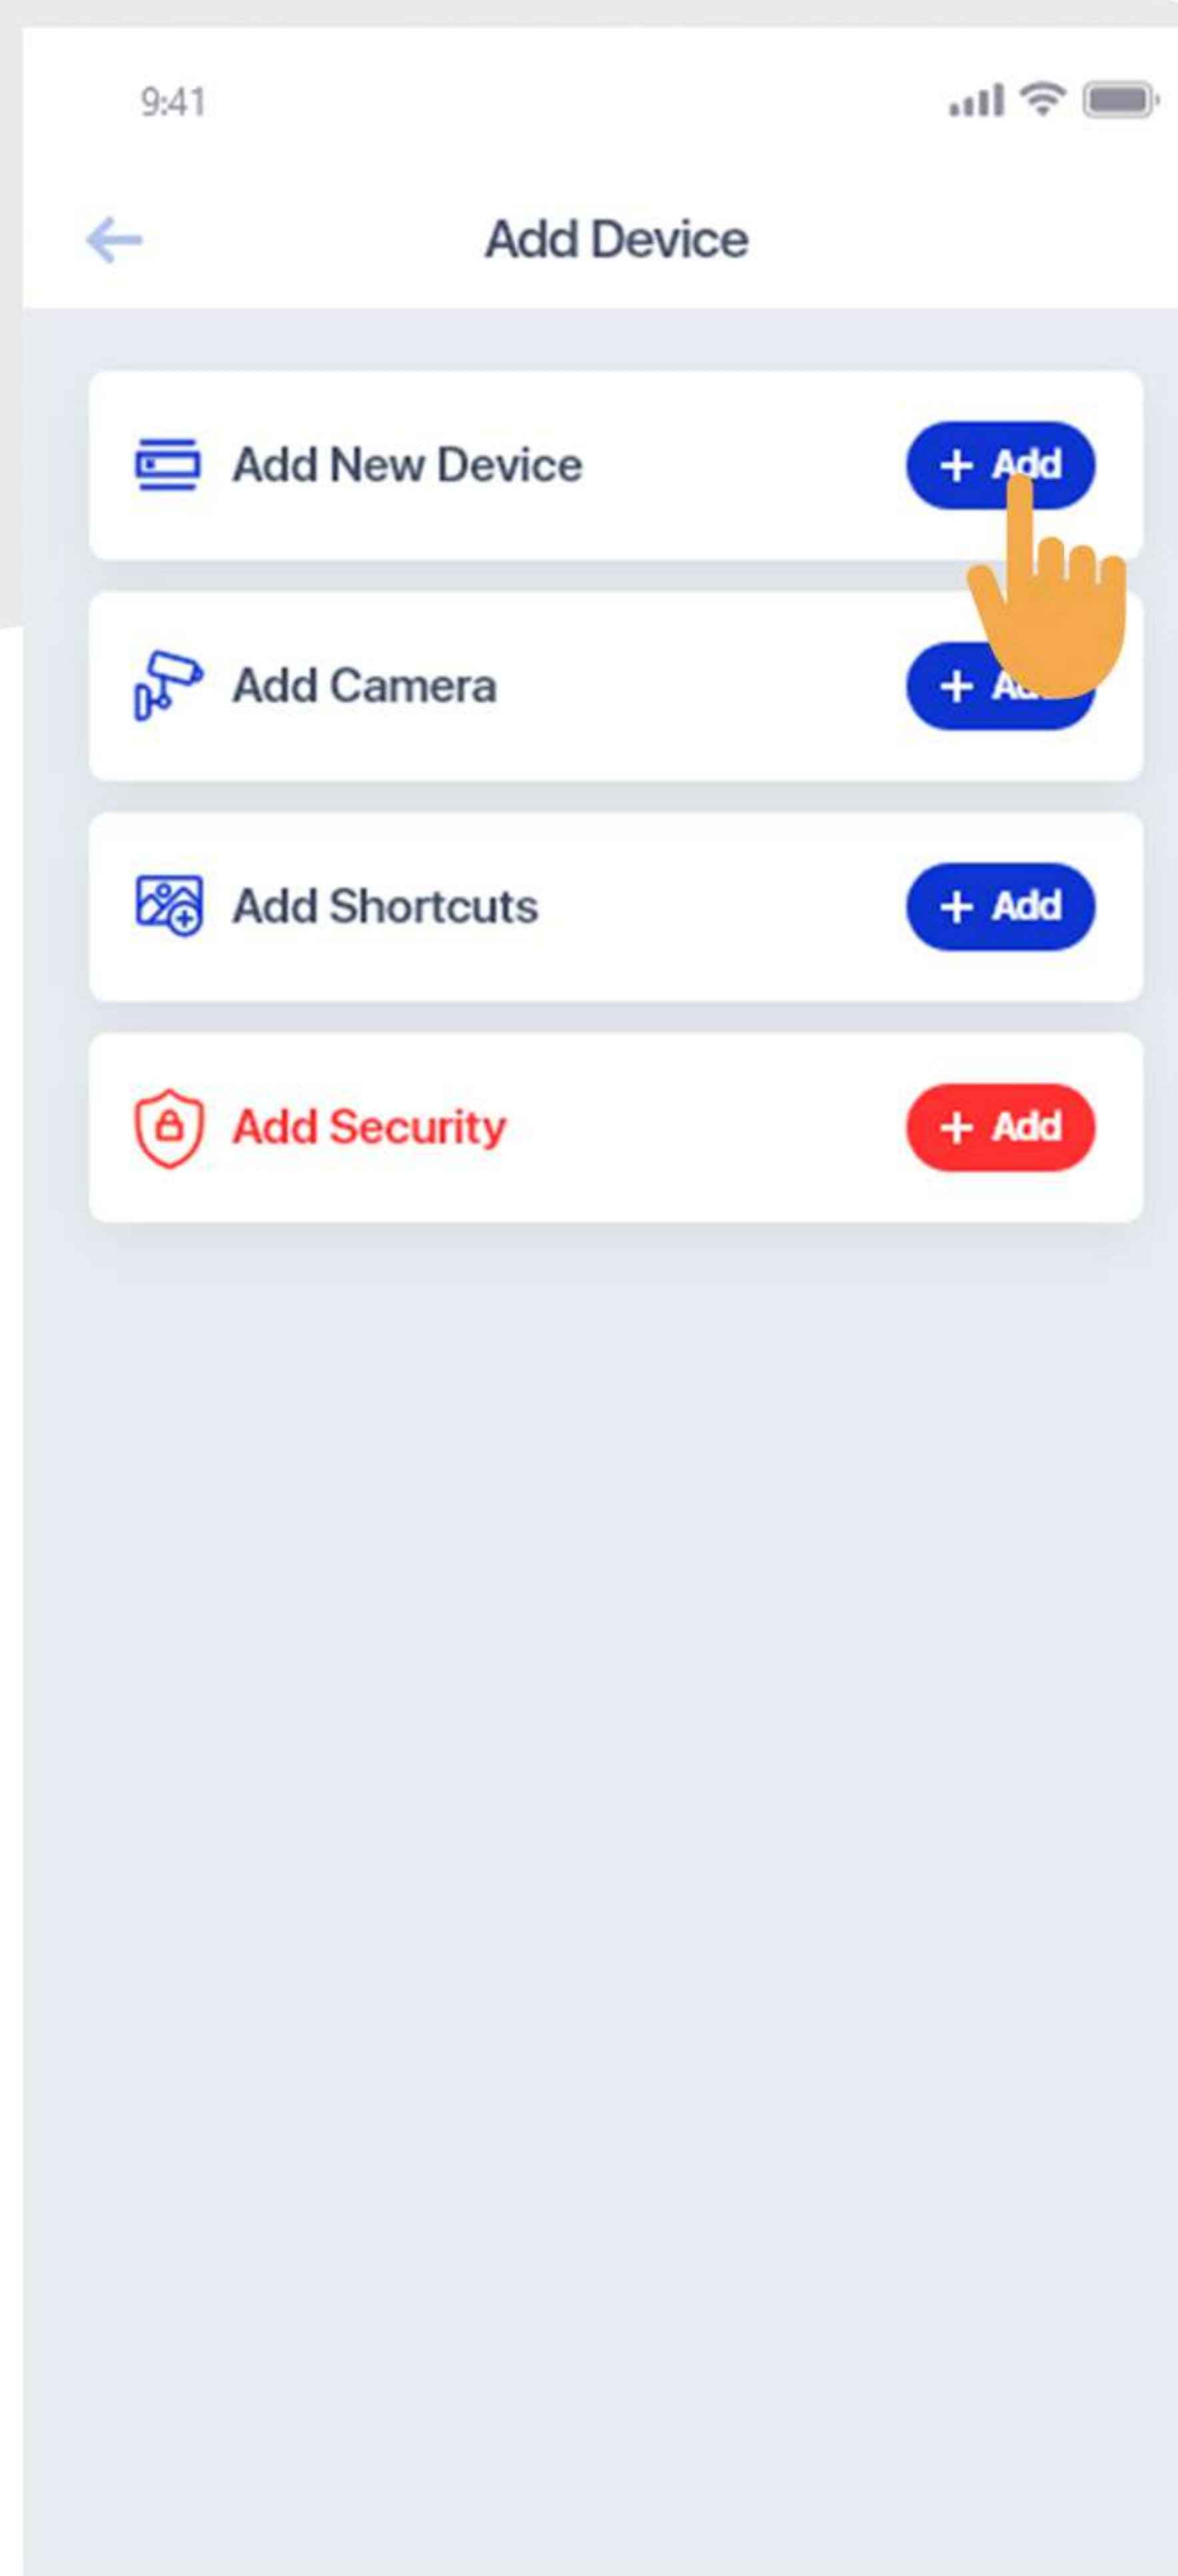 9:41
Add Device
Add New Device
+ Add
Add Camera
+
Add Shortcuts
+ Add
Add Security
+ Add